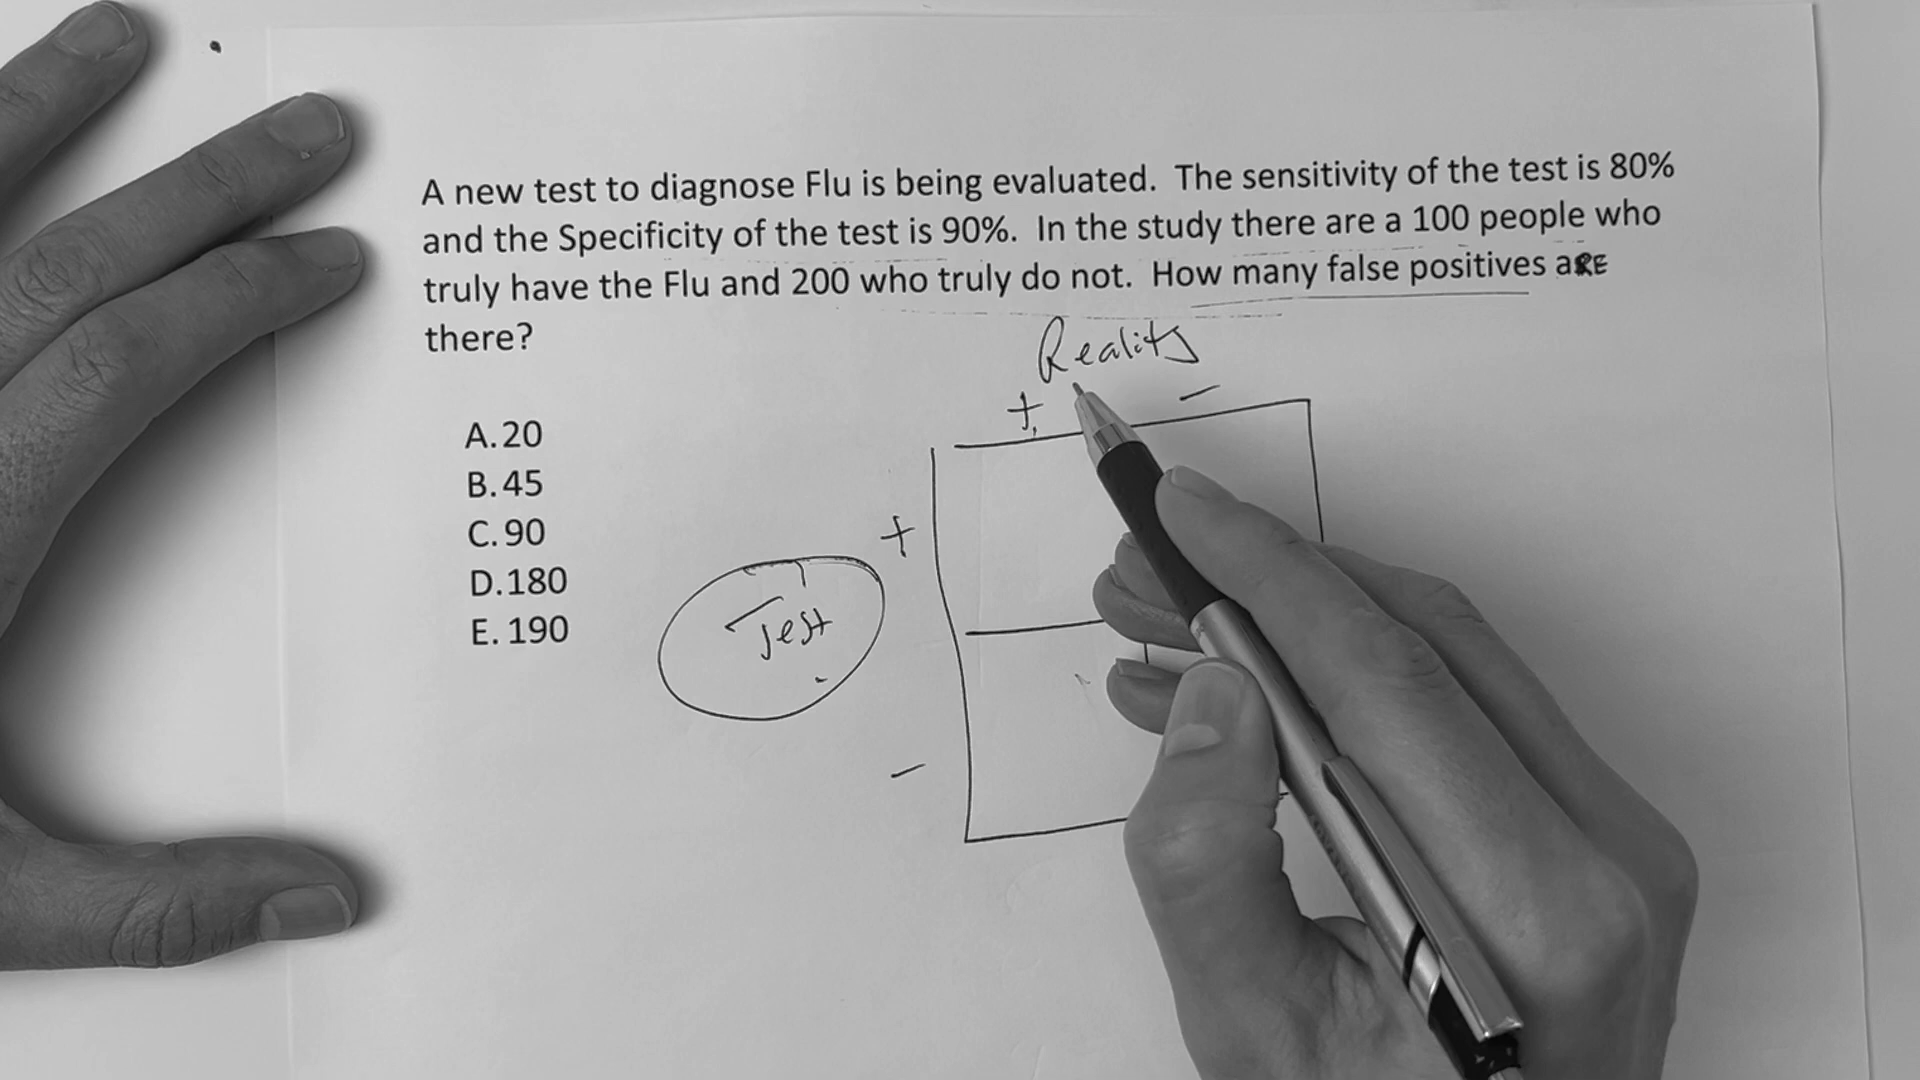 A new test to diagnose Flu is being evaluated. The sensitivity of the test is 80%
and the Specificity of the test is 90%. In the study there are a 100 people who
truly have the Flu and 200 who truly do not. How many false positives aRE
there?
Reality
+ −
A. 20
B. 45
C. 90
D. 180
E. 190
+
Test
−